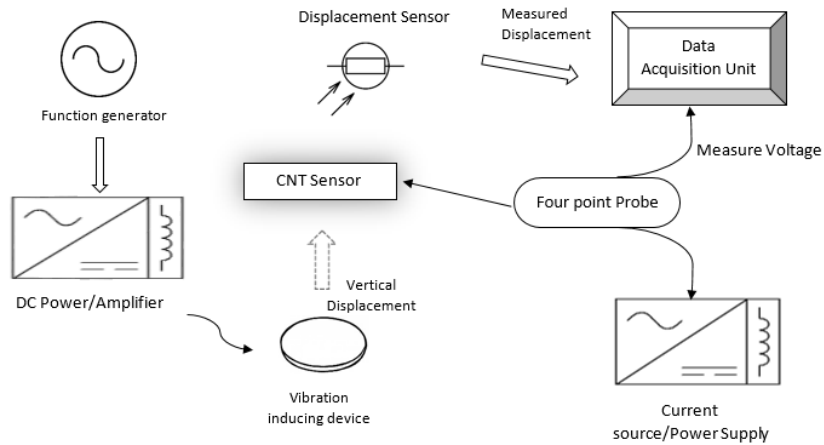 Displacement Sensor
Measured
Displacement
Data
Acquisition Unit
Function generator
Measure Voltage
CNT Sensor
Four point Probe
DC Power/Amplifier
Vertical
Displacement
Vibration
inducing device
Current
source/Power Supply